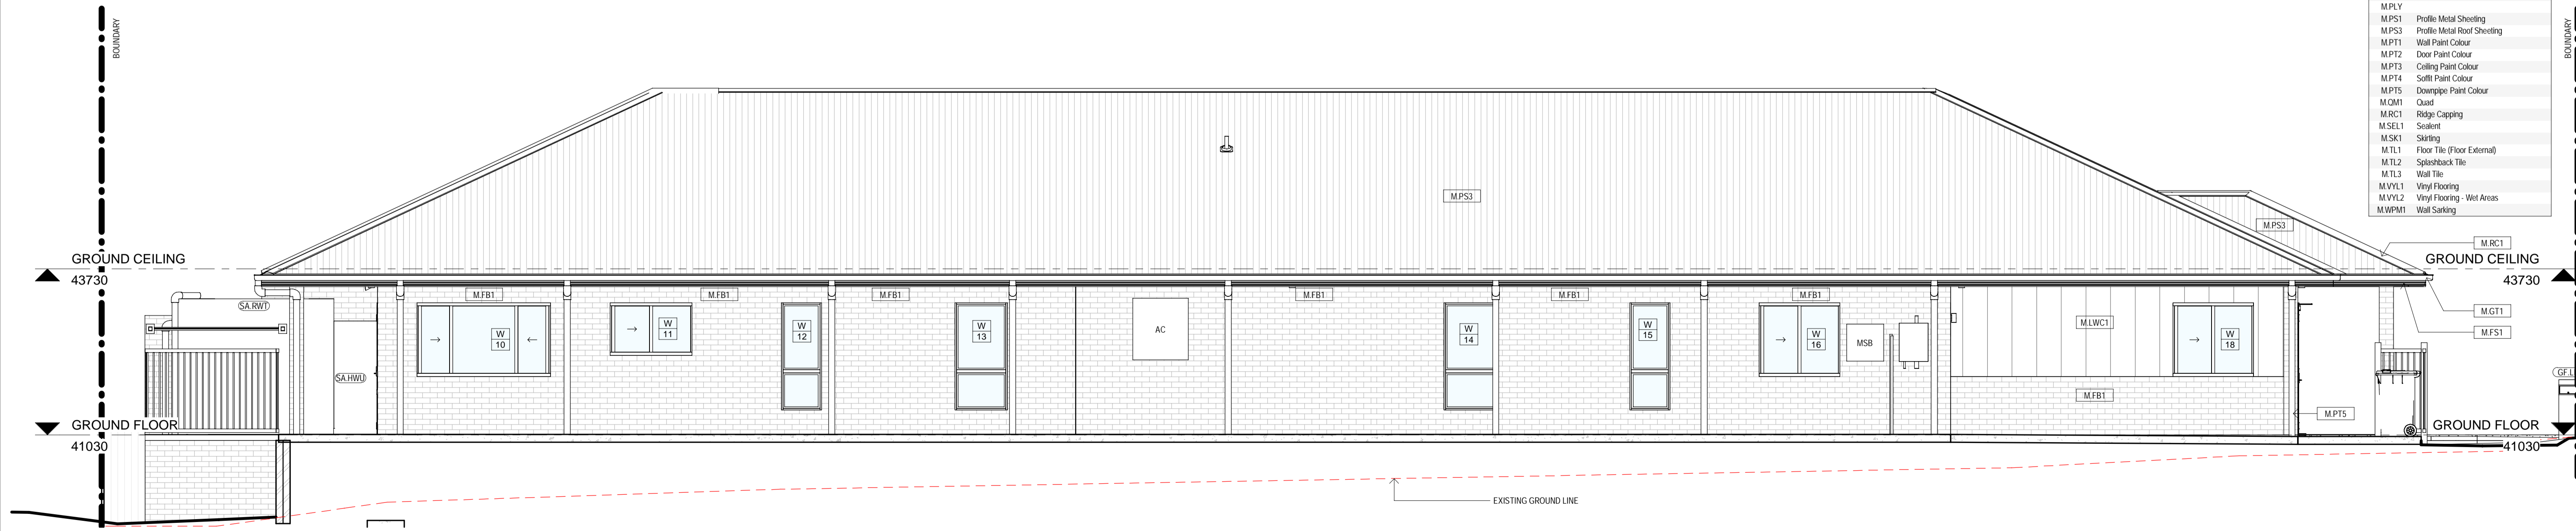 BOUNDARY
M.PLY
M.PS1 Profile Metal Sheeting
M.PS3 Profile Metal Roof Sheeting
M.PT1 Wall Paint Colour
M.PT2 Door Paint Colour
M.PT3 Ceiling Paint Colour
M.PT4 Soffit Paint Colour
M.PT5 Downpipe Paint Colour
M.QM1 Quad
M.RC1 Ridge Capping
M.SEL1 Sealent
M.SK1 Skirting
M.TL1 Floor Tile (Floor External)
M.TL2 Splashback Tile
M.TL3 Wall Tile
M.VYL1 Vinyl Flooring
M.VYL2 Vinyl Flooring - Wet Areas
M.WPM1 Wall Sarking
BOUNDARY
M.PS3
M.PS3
M.RC1
GROUND CEILING
43730
GROUND CEILING
43730
SA.RWT
M.FB1
M.FB1
M.FB1
M.FB1
M.FB1
M.FB1
M.GT1
M.FS1
W
10
W
11
W
12
W
13
AC
W
14
W
15
W
16
MSB
M.LWC1
W
18
SA.HWU
M.FB1
M.PT5
GF.L
GROUND FLOOR
41030
GROUND FLOOR
41030
EXISTING GROUND LINE